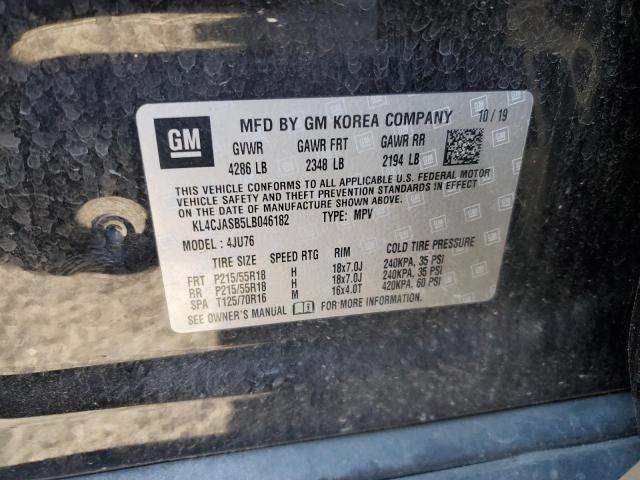 GM
MFD BY GM KOREA COMPANY 10/19
GVWR GAWR FRT GAWR RR
4286 LB 2348 LB 2194 LB
THIS VEHICLE CONFORMS TO ALL APPLICABLE U.S. FEDERAL MOTOR
VEHICLE SAFETY AND THEFT PREVENTION STANDARDS IN EFFECT
ON THE DATE OF MANUFACTURE SHOWN ABOVE.
KL4CJASB5LB046182 TYPE: MPV
MODEL: 4JU76
TIRE SIZE SPEED RTG RIM COLD TIRE PRESSURE
FRT P215/55R18 H 18x7.0J 240KPA, 35 PSI
RR P215/55R18 H 18x7.0J 240KPA, 35 PSI
SPA T125/70R16 M 16x4.0T 420KPA, 60 PSI
SEE OWNER'S MANUAL FOR MORE INFORMATION.